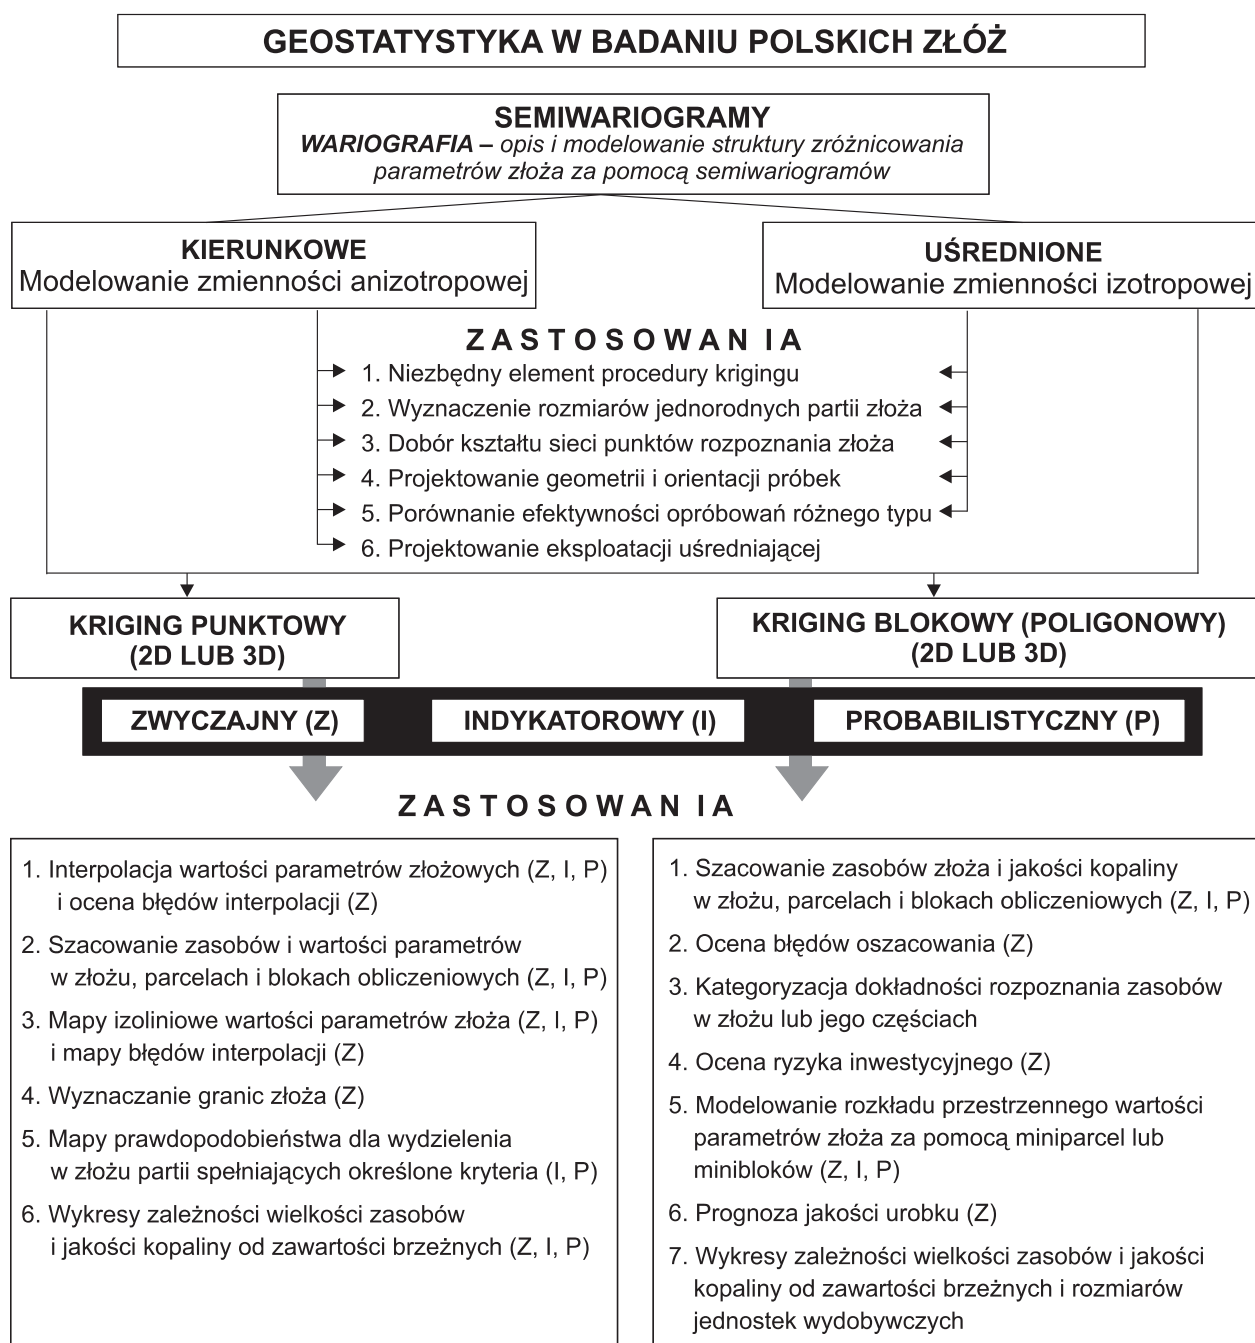 GEOSTATYSTYKA W BADANIU POLSKICH ZŁÓŻ
SEMIWARIOGRAMY
WARIOGRAFIA – opis i modelowanie struktury zróżnicowania
parametrów złoża za pomocą semiwariogramów
KIERUNKOWE
Modelowanie zmienności anizotropowej
UŚREDNIONE
Modelowanie zmienności izotropowej
ZASTOSOWANIA
1. Niezbędny element procedury krigingu
2. Wyznaczenie rozmiarów jednorodnych partii złoża
3. Dobór kształtu sieci punktów rozpoznania złoża
4. Projektowanie geometrii i orientacji próbek
5. Porównanie efektywności opróbowań różnego typu
6. Projektowanie eksploatacji uśredniającej
KRIGING PUNKTOWY
(2D LUB 3D)
KRIGING BLOKOWY (POLIGONOWY)
(2D LUB 3D)
ZWYCZAJNY (Z)
INDYKATOROWY (I)
PROBABILISTYCZNY (P)
ZASTOSOWANIA
1. Interpolacja wartości parametrów złożowych (Z, I, P)
i ocena błędów interpolacji (Z)
2. Szacowanie zasobów i wartości parametrów
w złożu, parcelach i blokach obliczeniowych (Z, I, P)
3. Mapy izoliniowe wartości parametrów złoża (Z, I, P)
i mapy błędów interpolacji (Z)
4. Wyznaczanie granic złoża (Z)
5. Mapy prawdopodobieństwa dla wydzielenia
w złożu partii spełniających określone kryteria (I, P)
6. Wykresy zależności wielkości zasobów
i jakości kopaliny od zawartości brzeżnych (Z, I, P)
1. Szacowanie zasobów złoża i jakości kopaliny
w złożu, parcelach i blokach obliczeniowych (Z, I, P)
2. Ocena błędów oszacowania (Z)
3. Kategoryzacja dokładności rozpoznania zasobów
w złożu lub jego częściach
4. Ocena ryzyka inwestycyjnego (Z)
5. Modelowanie rozkładu przestrzennego wartości
parametrów złoża za pomocą miniparcel lub
minibloków (Z, I, P)
6. Prognoza jakości urobku (Z)
7. Wykresy zależności wielkości zasobów i jakości
kopaliny od zawartości brzeżnych i rozmiarów
jednostek wydobywczych